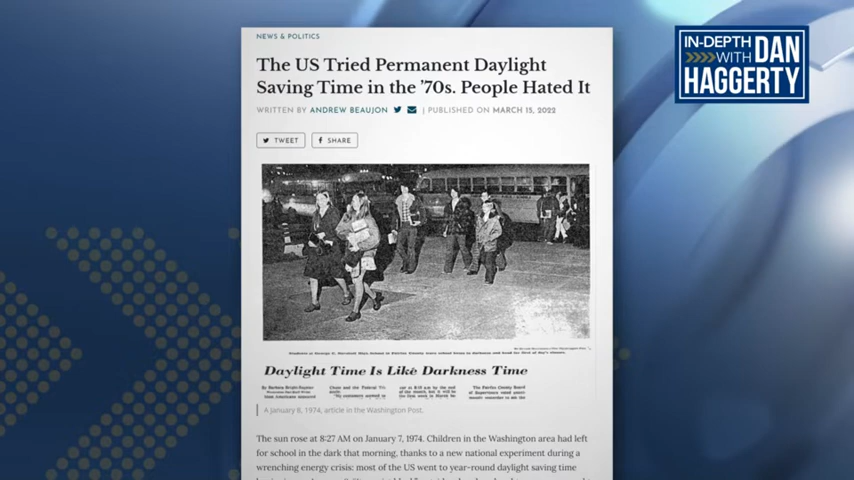 NEWS & POLITICS
The US Tried Permanent Daylight
Saving Time in the '70s. People Hated It
WRITTEN BY ANDREW BEAUJON | PUBLISHED ON MARCH 15, 2022
TWEET SHARE
IN-DEPTH
WITH DAN
HAGGERTY
Daylight Time Is Like Darkness Time
A January 8, 1974, article in the Washington Post.
The sun rose at 8:27 AM on January 7, 1974. Children in the Washington area had left
for school in the dark that morning, thanks to a new national experiment during a
wrenching energy crisis: most of the US went to year-round daylight saving time